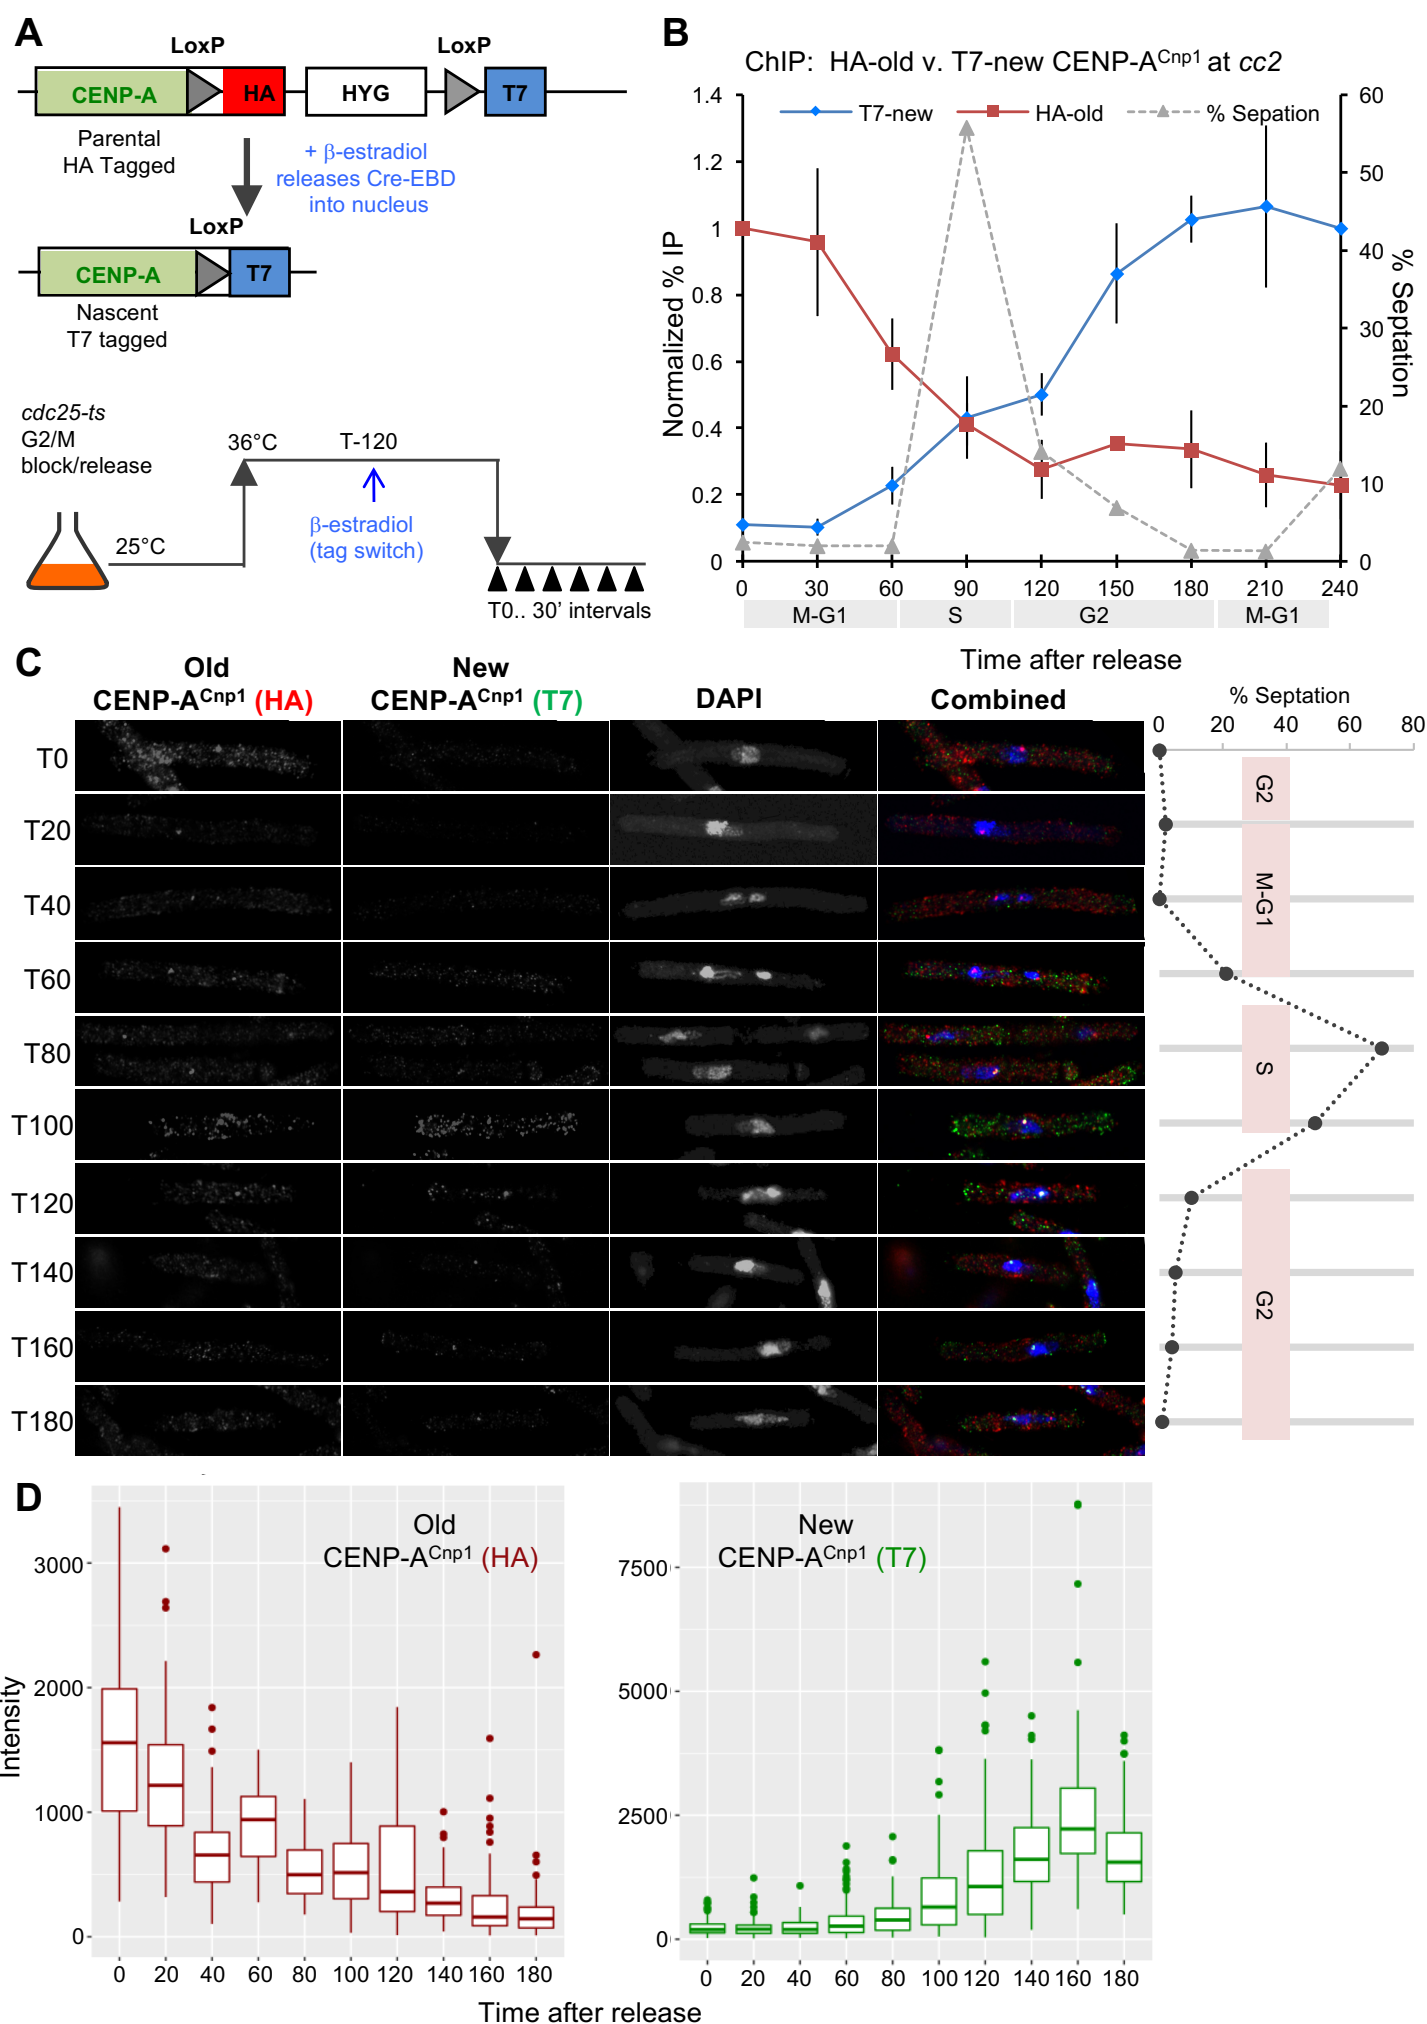 A
LoxP
LoxP
CENP-A
HA
HYG
T7
Parental
HA Tagged
+ β-estradiol
releases Cre-EBD
into nucleus
LoxP
CENP-A
T7
Nascent
T7 tagged
cdc25-ts
G2/M
block/release
36°C
T-120
β-estradiol
(tag switch)
25°C
T0.. 30' intervals
B
ChIP: HA-old v. T7-new CENP-ACnp1 at cc2
T7-new
HA-old
% Sepation
Normalized % IP
1.4
1.2
1
0.8
0.6
0.4
0.2
0
% Septation
60
50
40
30
20
10
0
0 30 60 90 120 150 180 210 240
M-G1 S G2 M-G1
Time after release
C
Old
CENP-ACnp1 (HA)
New
CENP-ACnp1 (T7)
DAPI
Combined
% Septation
0 20 40 60 80
T0
T20
T40
T60
T80
T100
T120
T140
T160
T180
G2
M-G1
S
G2
D
Old
CENP-ACnp1 (HA)
Intensity
3000
2000
1000
0
0 20 40 60 80 100 120 140 160 180
New
CENP-ACnp1 (T7)
7500
5000
2500
0
0 20 40 60 80 100 120 140 160 180
Time after release